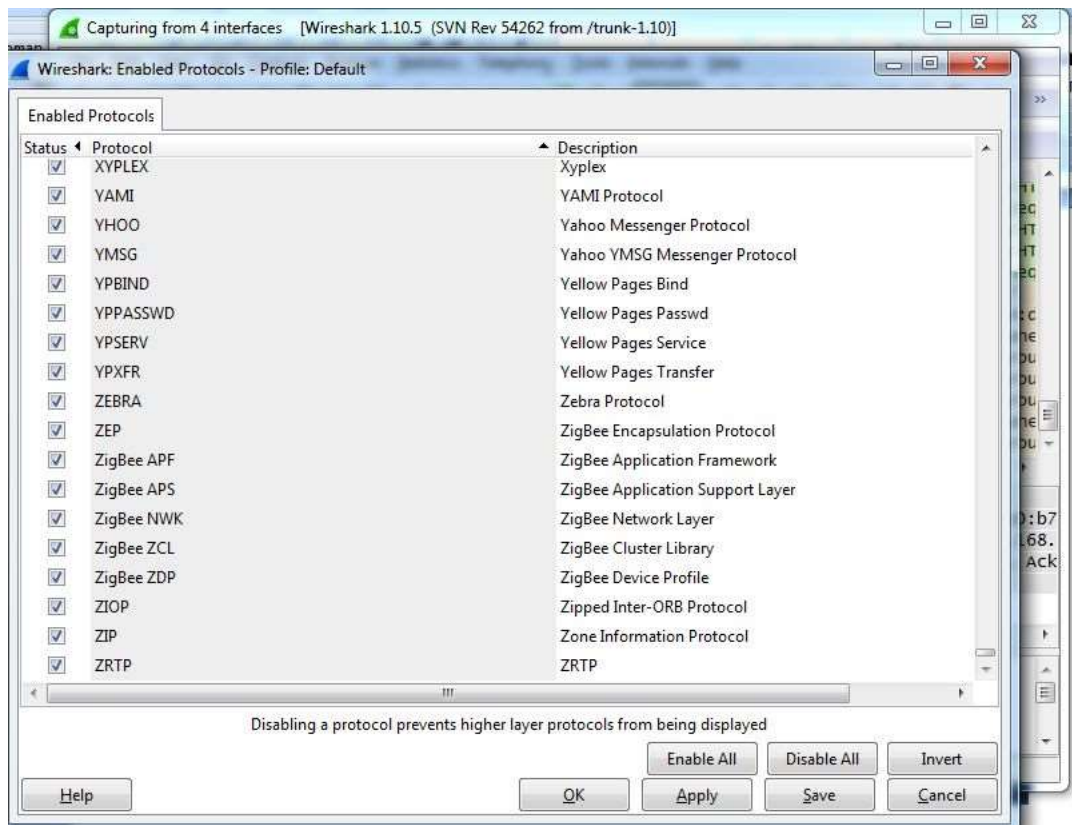 Capturing from 4 interfaces [Wireshark 1.10.5 (SVN Rev 54262 from /trunk-1.10)]
Wireshark: Enabled Protocols - Profile: Default
Enabled Protocols
Status Protocol Description
XYPLEX Xyplex
YAMI YAMI Protocol
YHOO Yahoo Messenger Protocol
YMSG Yahoo YMSG Messenger Protocol
YPBIND Yellow Pages Bind
YPPASSWD Yellow Pages Passwd
YPSERV Yellow Pages Service
YPXFR Yellow Pages Transfer
ZEBRA Zebra Protocol
ZEP ZigBee Encapsulation Protocol
ZigBee APF ZigBee Application Framework
ZigBee APS ZigBee Application Support Layer
ZigBee NWK ZigBee Network Layer
ZigBee ZCL ZigBee Cluster Library
ZigBee ZDP ZigBee Device Profile
ZIOP Zipped Inter-ORB Protocol
ZIP Zone Information Protocol
ZRTP ZRTP
:b7
168.
Ack
Disabling a protocol prevents higher layer protocols from being displayed
Enable All Disable All Invert
Help OK Apply Save Cancel